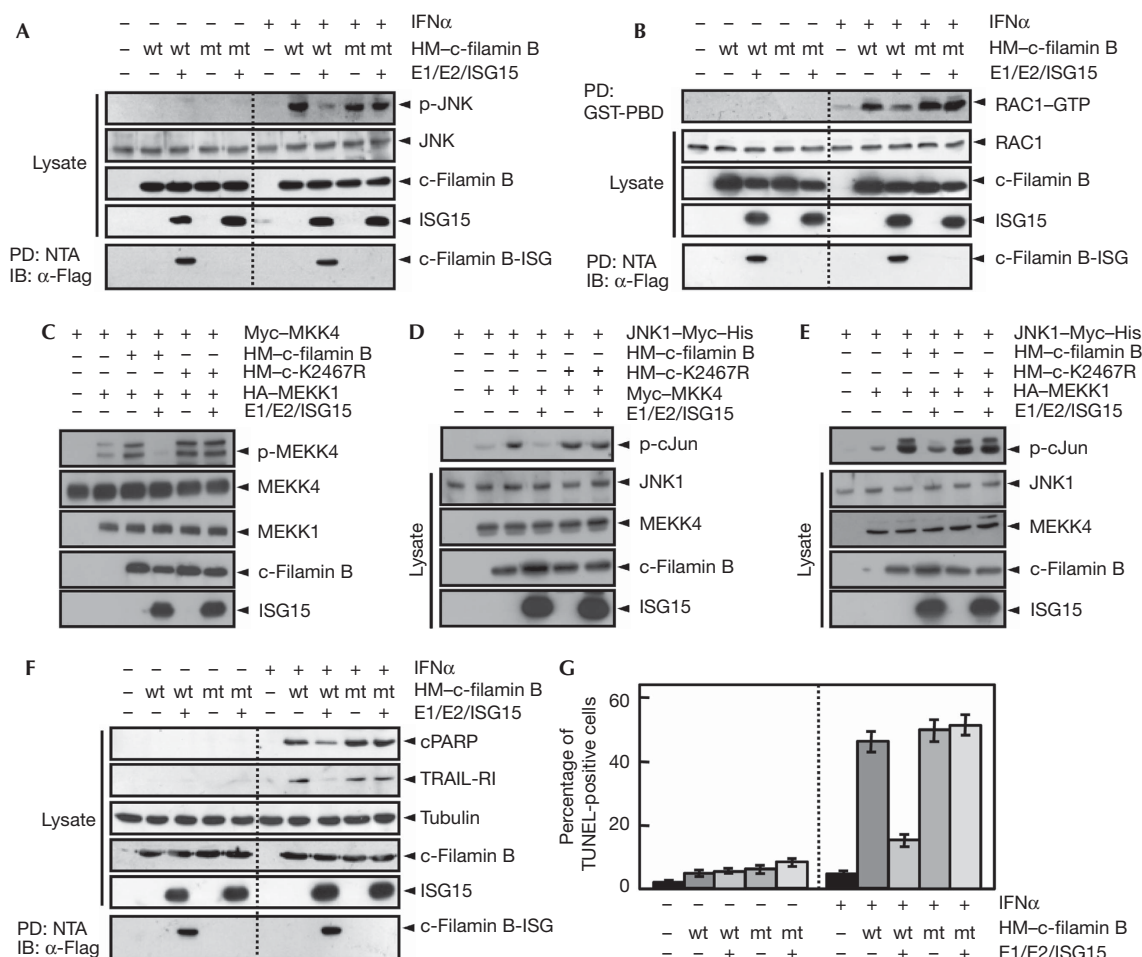 A
– – – – – + + + + + IFNα
– wt wt mt mt – wt wt mt mt HM–c-filamin B
– – + – + – – + – + E1/E2/ISG15
Lysate
p-JNK
JNK
c-Filamin B
ISG15
PD: NTA
IB: α-Flag
c-Filamin B-ISG
B
– – – – – + + + + + IFNα
– wt wt mt mt – wt wt mt mt HM–c-filamin B
– – + – + – – + – + E1/E2/ISG15
PD:
GST-PBD
RAC1–GTP
Lysate
RAC1
c-Filamin B
ISG15
PD: NTA
IB: α-Flag
c-Filamin B-ISG
C
+ + + + + + Myc–MKK4
– – + + – – HM–c-filamin B
– – – – + + HM–c-K2467R
– + + + + + HA–MEKK1
– – – + – + E1/E2/ISG15
p-MEKK4
MEKK4
MEKK1
c-Filamin B
ISG15
D
+ + + + + + JNK1–Myc–His
– – + + – – HM-c-filamin B
– – – – + + HM–c-K2467R
– + + + + + Myc–MKK4
– – – + – + E1/E2/ISG15
p-cJun
Lysate
JNK1
MEKK4
c-Filamin B
ISG15
E
+ + + + + + JNK1–Myc–His
– – + + – – HM-c-filamin B
– – – – + + HM–c-K2467R
– + + + + + HA–MEKK1
– – – + – + E1/E2/ISG15
p-cJun
Lysate
JNK1
MEKK4
c-Filamin B
ISG15
F
– – – – – + + + + + IFNα
– wt wt mt mt – wt wt mt mt HM–c-filamin B
– – + – + – – + – + E1/E2/ISG15
Lysate
cPARP
TRAIL-RI
Tubulin
c-Filamin B
ISG15
PD: NTA
IB: α-Flag
c-Filamin B-ISG
G
Percentage of
TUNEL-positive cells
60
40
20
0
– – – – – + + + + + IFNα
– wt wt mt mt – wt wt mt mt HM–c-filamin B
– – + – + – – + – + E1/E2/ISG15